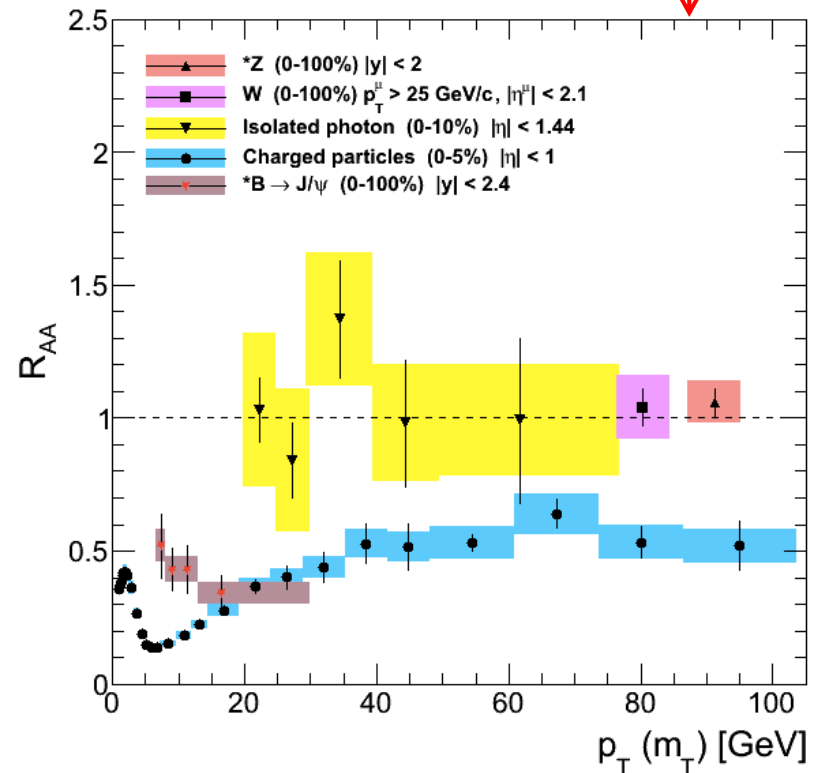 2.5
*Z (0-100%) |y| < 2
W (0-100%) p_T^μ > 25 GeV/c, |η^μ| < 2.1
Isolated photon (0-10%) |η| < 1.44
Charged particles (0-5%) |η| < 1
*B → J/ψ (0-100%) |y| < 2.4
2
1.5
R_AA
1
0.5
0
0 20 40 60 80 100
p_T (m_T) [GeV]